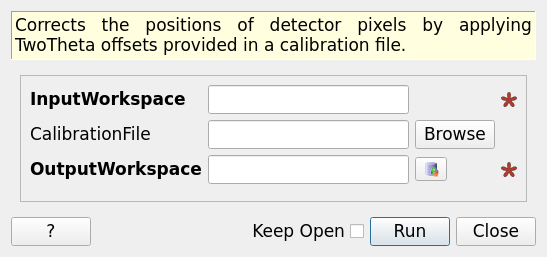 Corrects the positions of detector pixels by applying
TwoTheta offsets provided in a calibration file.
InputWorkspace *
CalibrationFile Browse
OutputWorkspace *
? Keep Open Run Close